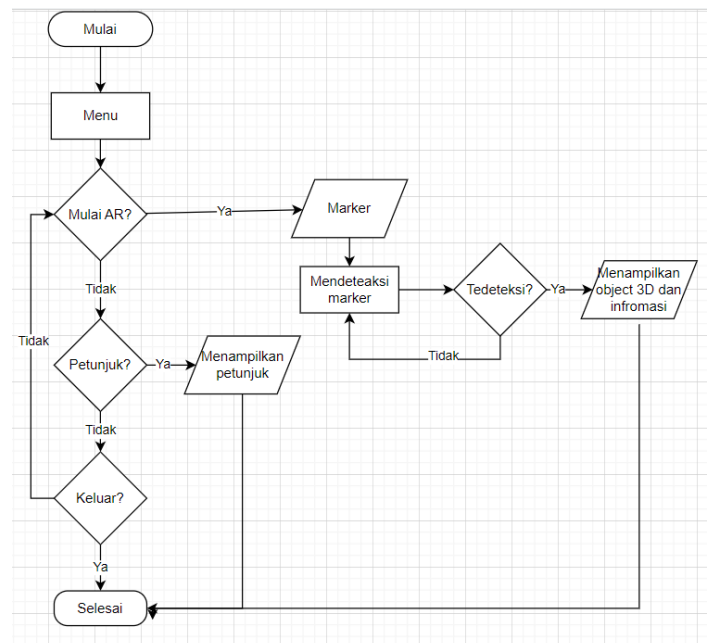 Mulai
Menu
Mulai AR?
Ya
Marker
Mendeteaksi
marker
Tedeteksi?
Ya
Menampilkan
object 3D dan
infromasi
Tidak
Tidak
Tidak
Petunjuk?
Ya
Menampilkan
petunjuk
Tidak
Keluar?
Ya
Selesai